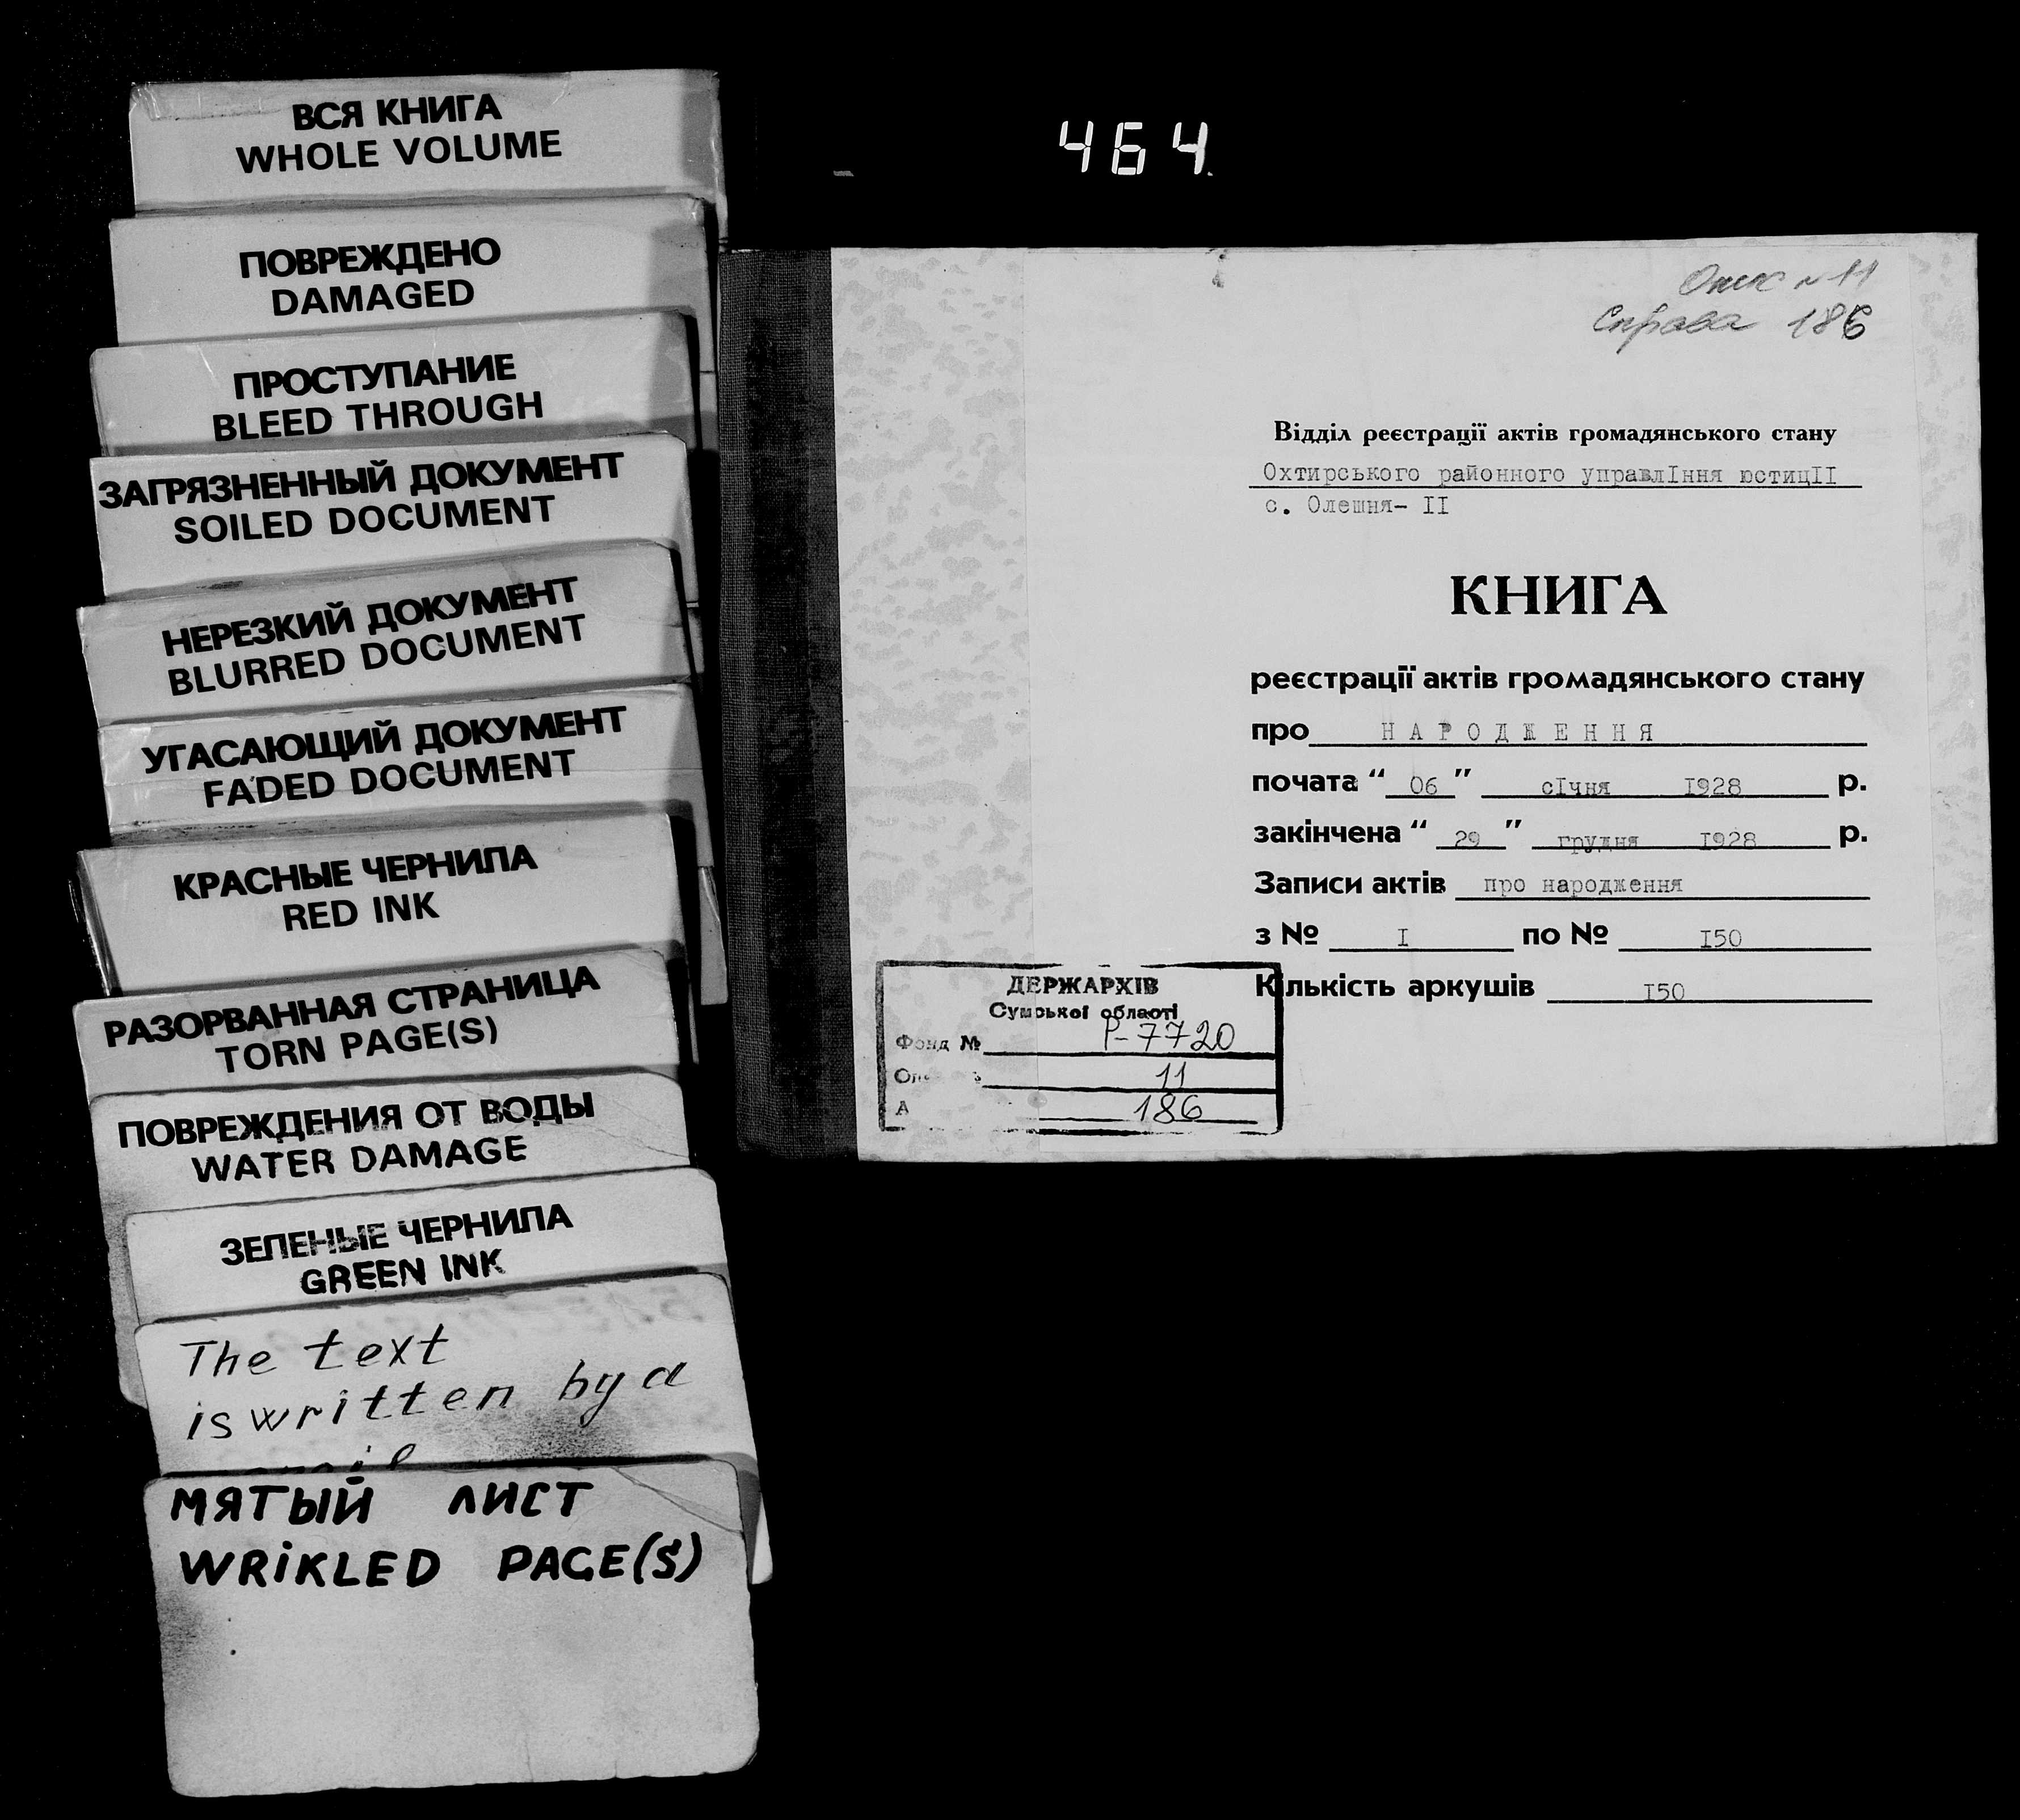 ВСЯ КНИГА
WHOLE VOLUME
ПОВРЕЖДЕНО
DAMAGED
ПРОСТУПАНИЕ
BLEED THROUGH
ЗАГРЯЗНЕННЫЙ ДОКУМЕНТ
SOILED DOCUMENT
НЕРЕЗКИЙ ДОКУМЕНТ
BLURRED DOCUMENT
УГАСАЮЩИЙ ДОКУМЕНТ
FADED DOCUMENT
КРАСНЫЕ ЧЕРНИЛА
RED INK
РАЗОРВАННАЯ СТРАНИЦА
TORN PAGE(S)
ПОВРЕЖДЕНИЯ ОТ ВОДЫ
WATER DAMAGE
ЗЕЛЕНЫЕ ЧЕРНИЛА
GREEN INK
The text
is written by a
МЯТЫЙ ЛИСТ
WRiKLED PAGE(S)
464
Опис №11
Справа 186
Відділ реєстрації актів громадянського стану
Охтирського районного управлIння юстицII
с. Олешня- II
КНИГА
реєстрації актів громадянського стану
про НАРОДЖЕННЯ
почата “ 06 ” сIчня I928 р.
закінчена “ 29 ” грудня I928 р.
Записи актів про народження
з № I по № I50
Кількість аркушів I50
ДЕРЖАРХІВ
Сумської області
Фонд № Р-7720
11
186